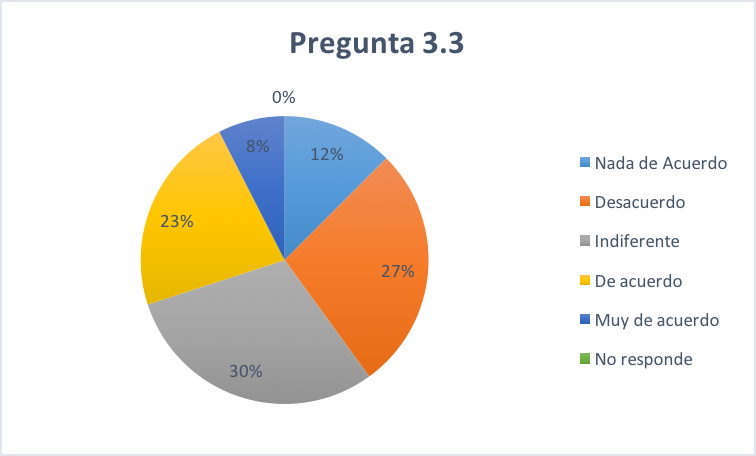 Pregunta 3.3
0%
8%
12%
23%
27%
30%
Nada de Acuerdo
Desacuerdo
Indiferente
De acuerdo
Muy de acuerdo
No responde